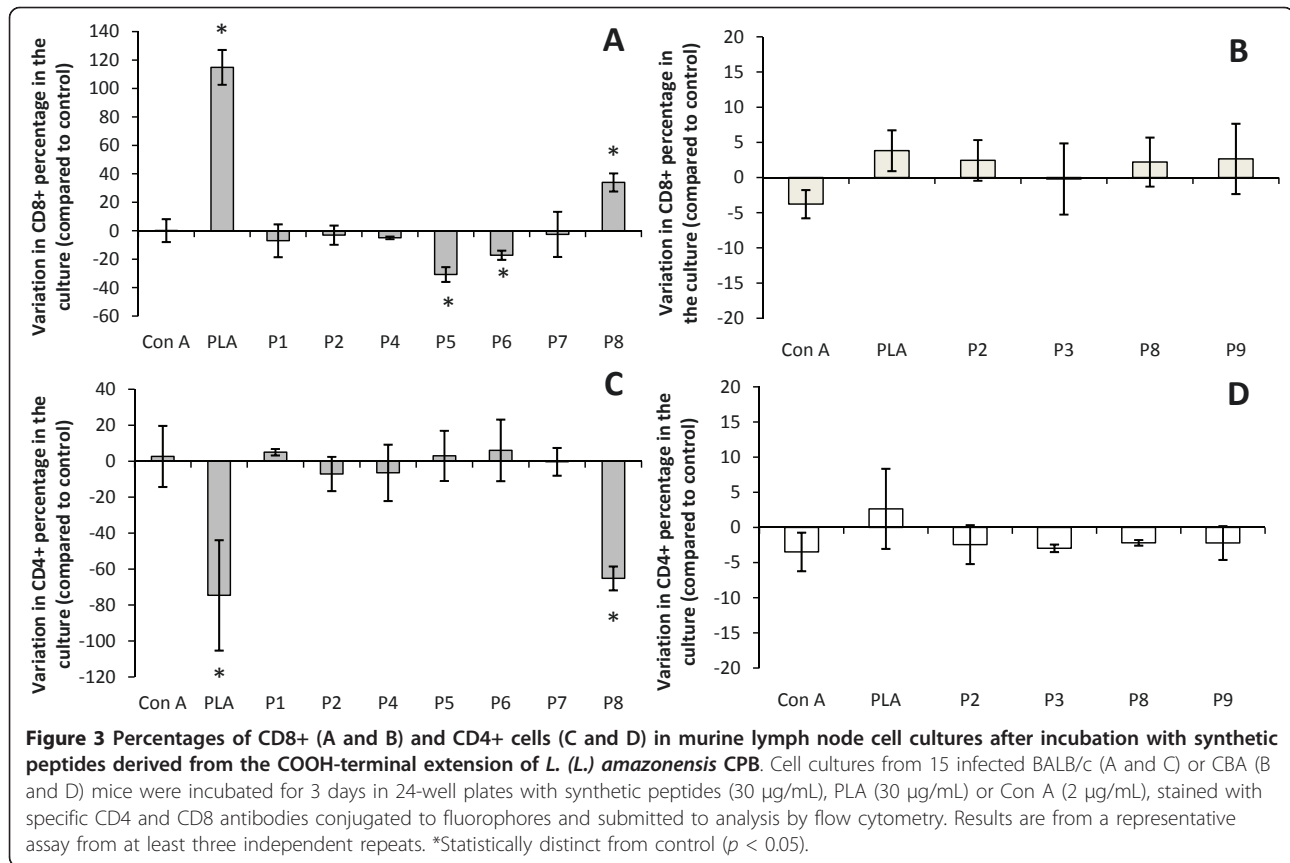 A
Variation in CD8+ percentage in the
culture (compared to control)
140
120
100
80
60
40
20
0
-20
-40
-60
*
*
*
*
Con A PLA P1 P2 P4 P5 P6 P7 P8
B
Variation in CD8+ percentage in
the culture (compared to control)
20
15
10
5
0
-5
-10
-15
-20
Con A PLA P2 P3 P8 P9
C
Variation in CD4+ percentage in the
culture (compared to control)
40
20
0
-20
-40
-60
-80
-100
-120
*
*
Con A PLA P1 P2 P4 P5 P6 P7 P8
D
Variation in CD4+ percentage in the
culture (compared to control)
20
15
10
5
0
-5
-10
-15
-20
Con A PLA P2 P3 P8 P9
Figure 3 Percentages of CD8+ (A and B) and CD4+ cells (C and D) in murine lymph node cell cultures after incubation with synthetic
peptides derived from the COOH-terminal extension of L. (L.) amazonensis CPB. Cell cultures from 15 infected BALB/c (A and C) or CBA (B
and D) mice were incubated for 3 days in 24-well plates with synthetic peptides (30 μg/mL), PLA (30 μg/mL) or Con A (2 μg/mL), stained with
specific CD4 and CD8 antibodies conjugated to fluorophores and submitted to analysis by flow cytometry. Results are from a representative
assay from at least three independent repeats. *Statistically distinct from control (p < 0.05).